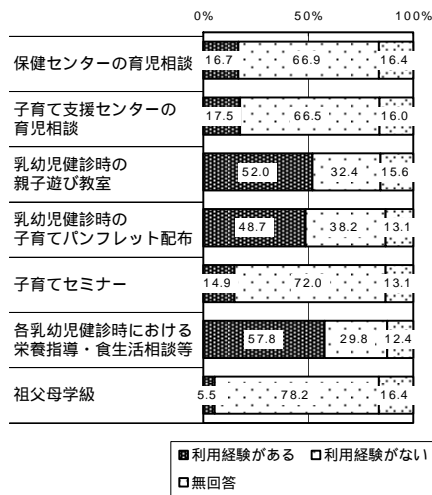 0% 50% 100%
保健センターの育児相談 16.7 66.9 16.4
子育て支援センターの
育児相談 17.5 66.5 16.0
乳幼児健診時の
親子遊び教室 52.0 32.4 15.6
乳幼児健診時の
子育てパンフレット配布 48.7 38.2 13.1
子育てセミナー 14.9 72.0 13.1
各乳幼児健診時における
栄養指導・食生活相談等 57.8 29.8 12.4
祖父母学級 5.5 78.2 16.4
利用経験がある 利用経験がない
無回答